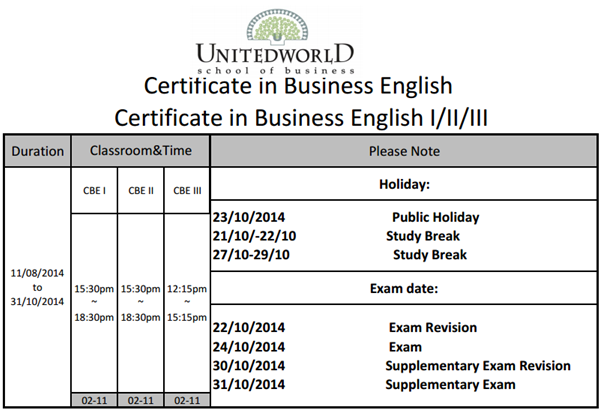 UNITEDWORLD
school of business
Certificate in Business English
Certificate in Business English I/II/III
Duration Classroom&Time Please Note
CBE I CBE II CBE III Holiday:
23/10/2014 Public Holiday
21/10/-22/10 Study Break
27/10-29/10 Study Break
11/08/2014
to
31/10/2014
15:30pm 15:30pm 12:15pm
~ ~ ~
18:30pm 18:30pm 15:15pm
Exam date:
22/10/2014 Exam Revision
24/10/2014 Exam
30/10/2014 Supplementary Exam Revision
31/10/2014 Supplementary Exam
02-11 02-11 02-11